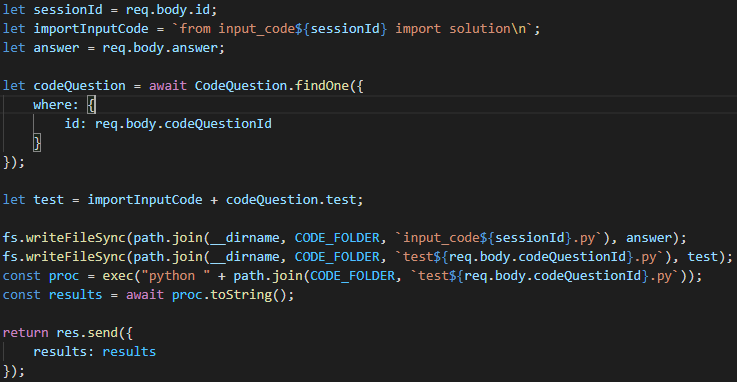 let sessionId = req.body.id;
let importInputCode = `from input_code${sessionId} import solution\n`;
let answer = req.body.answer;

let codeQuestion = await CodeQuestion.findOne({
    where: {
        id: req.body.codeQuestionId
    }
});

let test = importInputCode + codeQuestion.test;

fs.writeFileSync(path.join(__dirname, CODE_FOLDER, `input_code${sessionId}.py`), answer);
fs.writeFileSync(path.join(__dirname, CODE_FOLDER, `test${req.body.codeQuestionId}.py`), test);
const proc = exec("python " + path.join(CODE_FOLDER, `test${req.body.codeQuestionId}.py`));
const results = await proc.toString();

return res.send({
    results: results
});